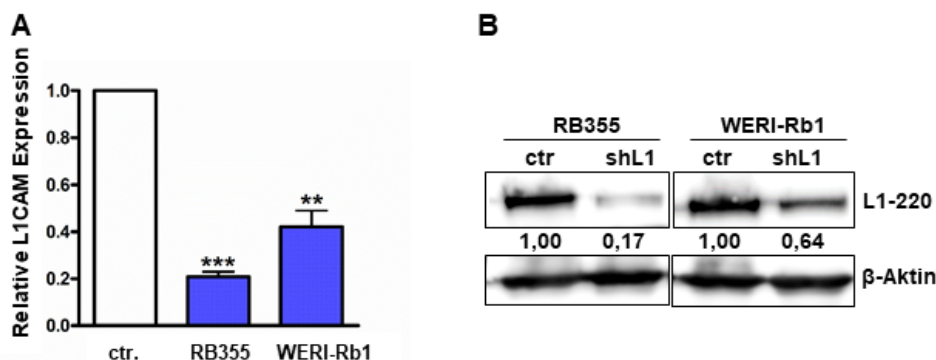 A
Relative L1CAM Expression
1.0
0.8
0.6
0.4
0.2
0.0
***
**
ctr.
RB355
WERI-Rb1
B
RB355 WERI-Rb1
ctr shL1 ctr shL1
L1-220
1,00 0,17 1,00 0,64
β-Aktin